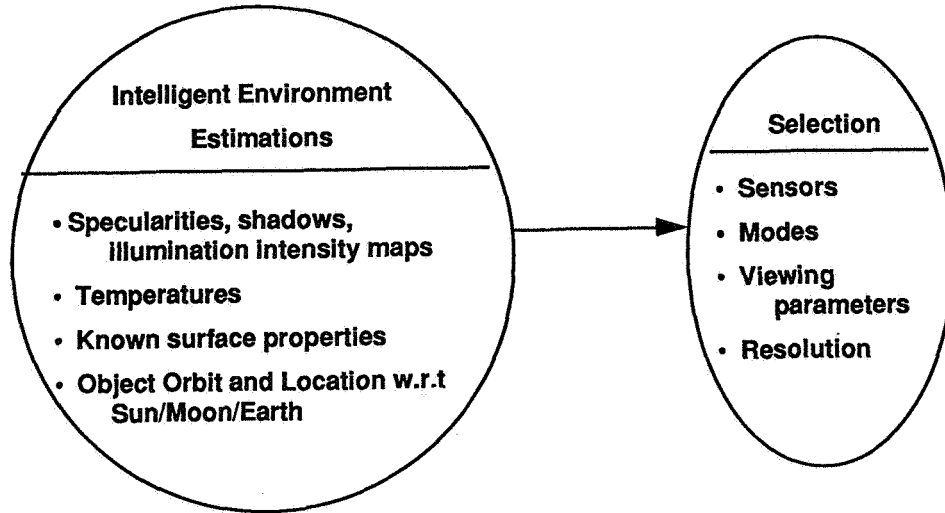 Intelligent Environment
Estimations
• Specularities, shadows,
illumination intensity maps
• Temperatures
• Known surface properties
• Object Orbit and Location w.r.t
Sun/Moon/Earth
Selection
• Sensors
• Modes
• Viewing
parameters
• Resolution